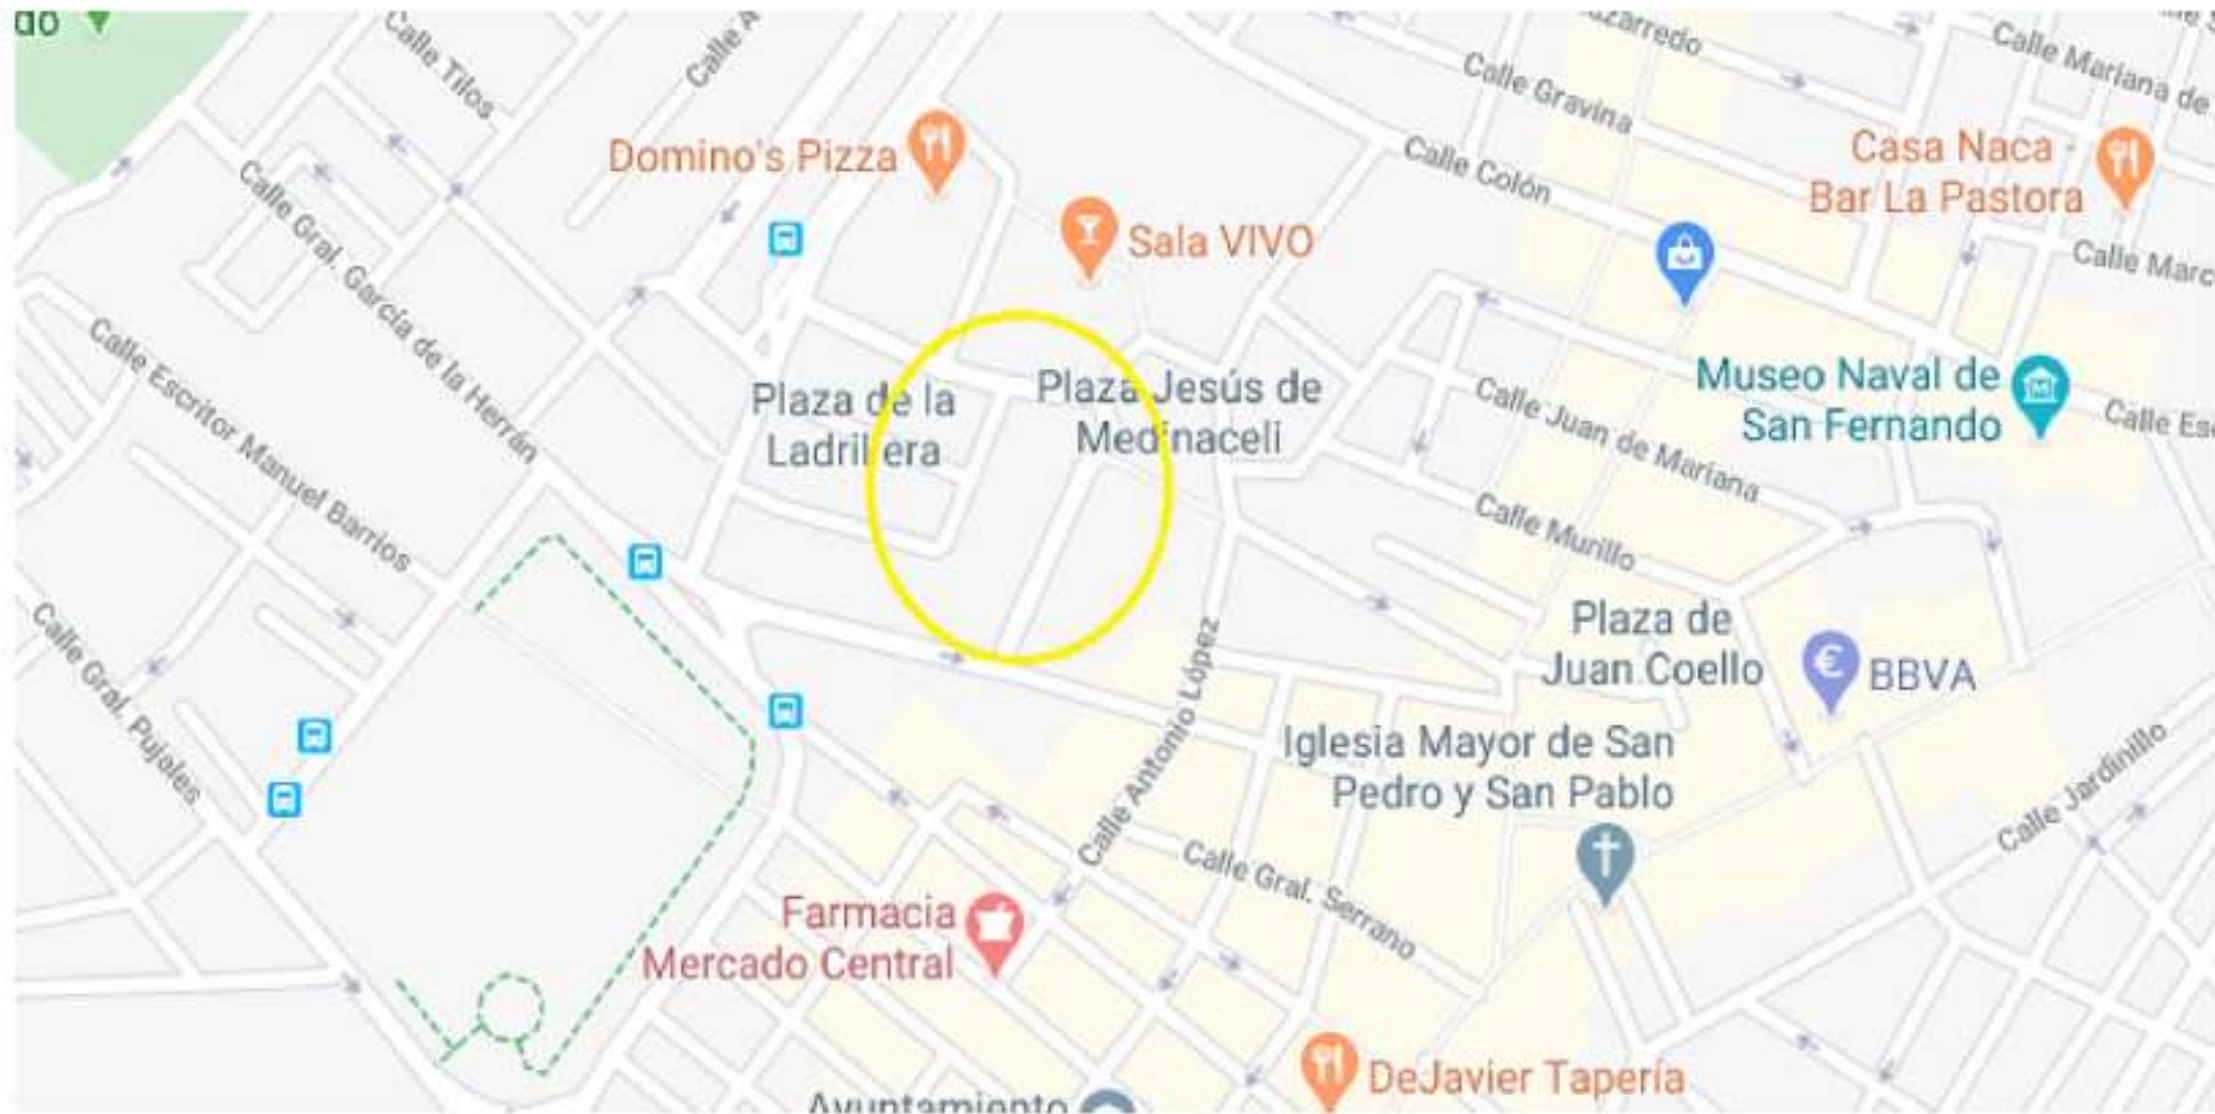 do
Calle Tilos
Calle A
azarredo
Calle Mariana de
Calle Gravina
Domino's Pizza
Calle Colón
Casa Naca -
Bar La Pastora
Calle Gral. García de la Herrán
Sala VIVO
Calle Marc
Calle Escritor Manuel Barrios
Plaza de la
Ladrillera
Plaza Jesús de
Medinaceli
Calle Juan de Mariana
Museo Naval de
San Fernando
Calle Es
Calle Murillo
Calle Gral. Pujales
Calle Antonio López
Plaza de
Juan Coello
BBVA
Iglesia Mayor de San
Pedro y San Pablo
Calle Jardinillo
Calle Gral. Serrano
Farmacia
Mercado Central
DeJavier Tapería
Ayuntamiento